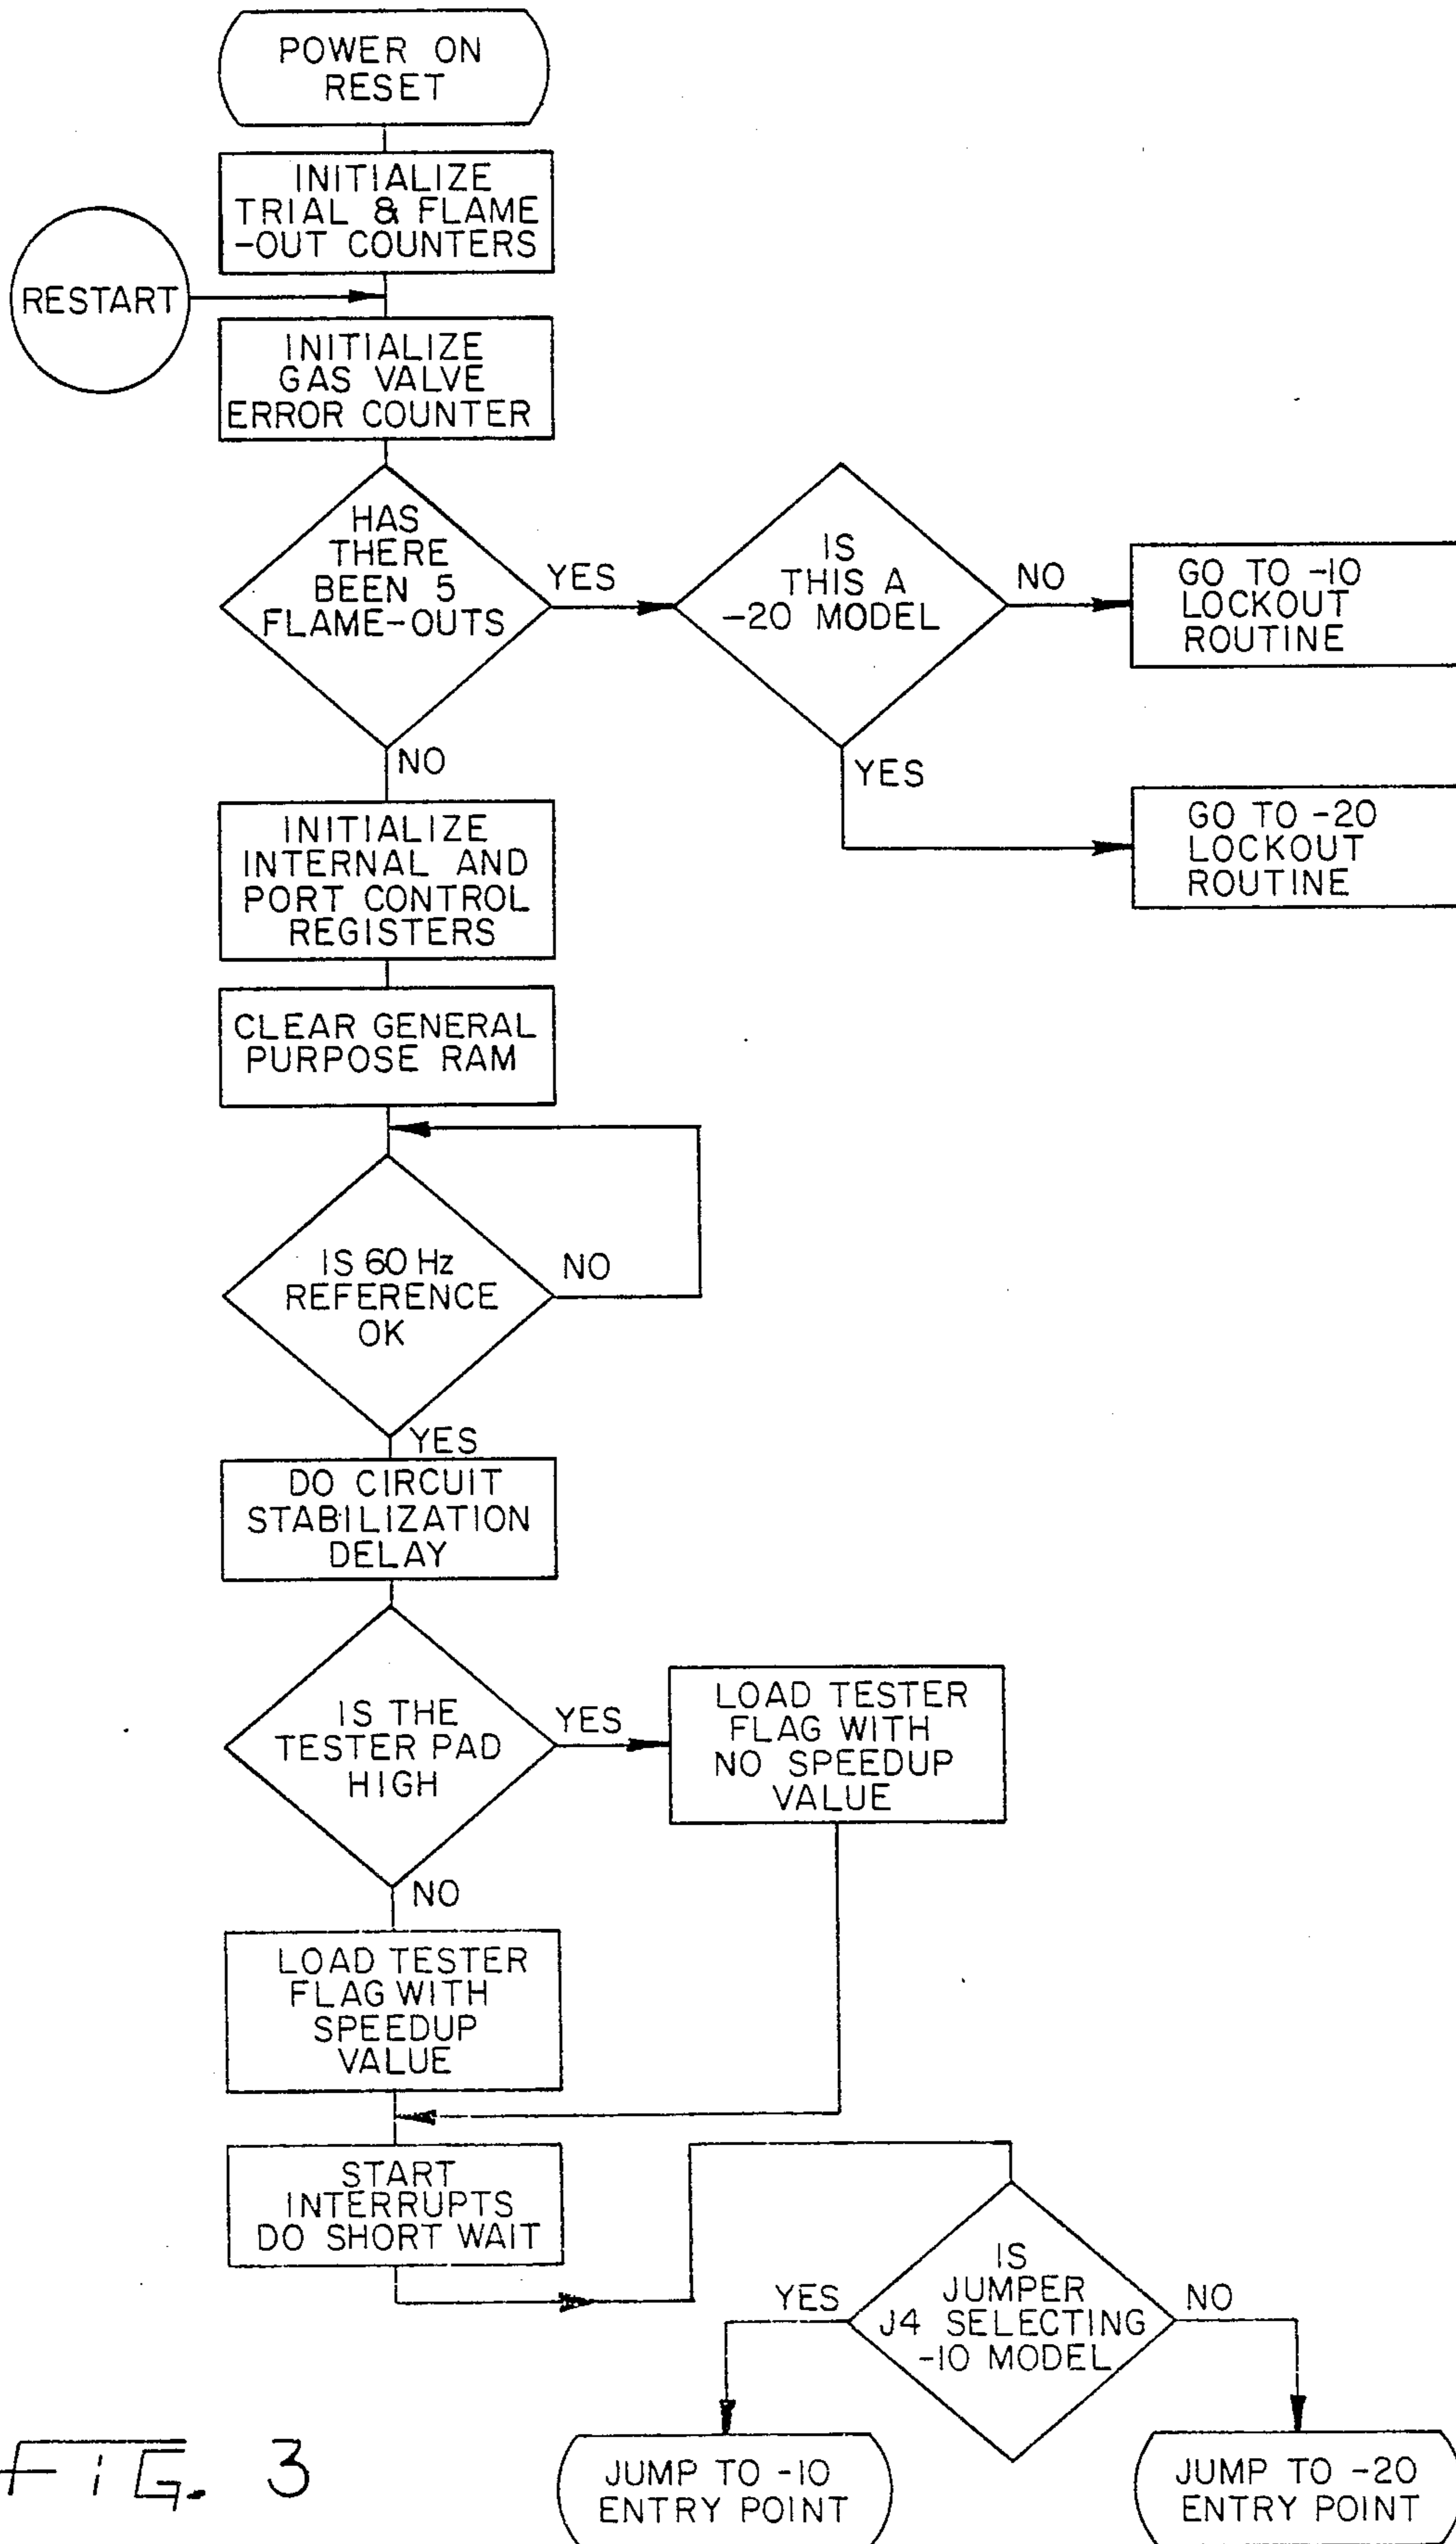 POWER ON
RESET
INITIALIZE
TRIAL & FLAME
-OUT COUNTERS
RESTART
INITIALIZE
GAS VALVE
ERROR COUNTER
HAS
THERE
BEEN 5
FLAME-OUTS
YES
IS
THIS A
-20 MODEL
NO
GO TO -10
LOCKOUT
ROUTINE
NO
YES
GO TO -20
LOCKOUT
ROUTINE
INITIALIZE
INTERNAL AND
PORT CONTROL
REGISTERS
CLEAR GENERAL
PURPOSE RAM
IS 60 Hz
REFERENCE
OK
NO
YES
DO CIRCUIT
STABILIZATION
DELAY
IS THE
TESTER PAD
HIGH
YES
LOAD TESTER
FLAG WITH
NO SPEEDUP
VALUE
NO
LOAD TESTER
FLAG WITH
SPEEDUP
VALUE
START
INTERRUPTS
DO SHORT WAIT
IS
JUMPER
J4 SELECTING
-10 MODEL
YES
NO
JUMP TO -10
ENTRY POINT
JUMP TO -20
ENTRY POINT
FIG. 3